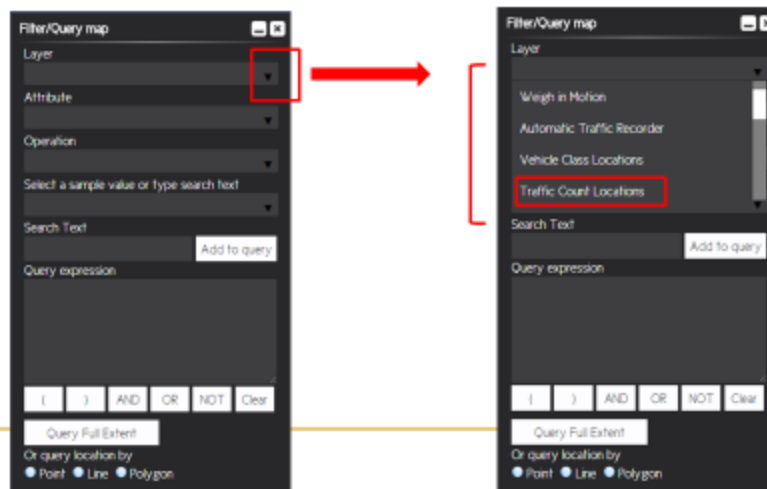 Filter/Query map
Layer
Attribute
Operation
Select a sample value or type search text
Search Text
Add to query
Query expression
( ) AND OR NOT Clear
Query Full Extent
Or query location by
Point Line Polygon
Filter/Query map
Layer
Weigh in Motion
Automatic Traffic Recorder
Vehicle Class Locations
Traffic Count Locations
Search Text
Add to query
Query expression
( ) AND OR NOT Clear
Query Full Extent
Or query location by
Point Line Polygon